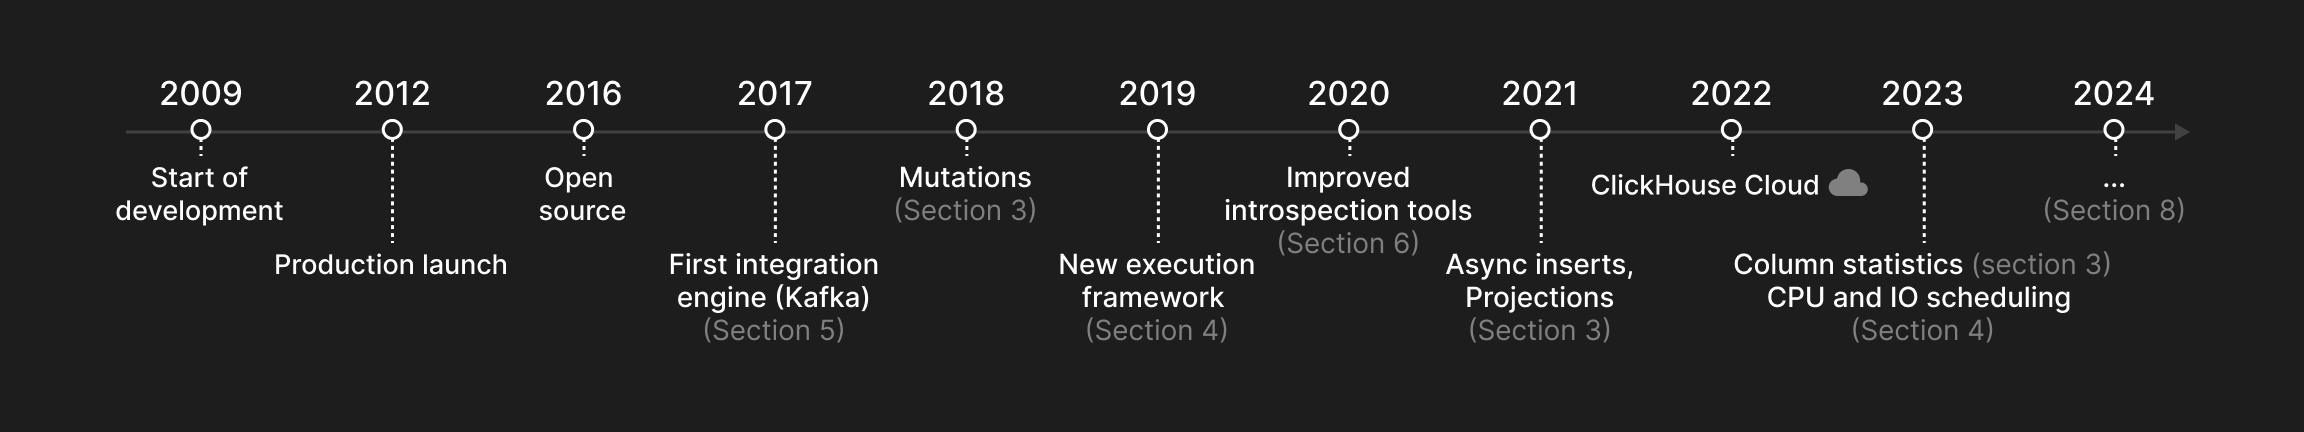 2009
Start of
development
2012
Production launch
2016
Open
source
2017
First integration
engine (Kafka)
(Section 5)
2018
Mutations
(Section 3)
2019
New execution
framework
(Section 4)
2020
Improved
introspection tools
(Section 6)
2021
Async inserts,
Projections
(Section 3)
2022
ClickHouse Cloud
2023
Column statistics (section 3)
CPU and IO scheduling
(Section 4)
2024
...
(Section 8)